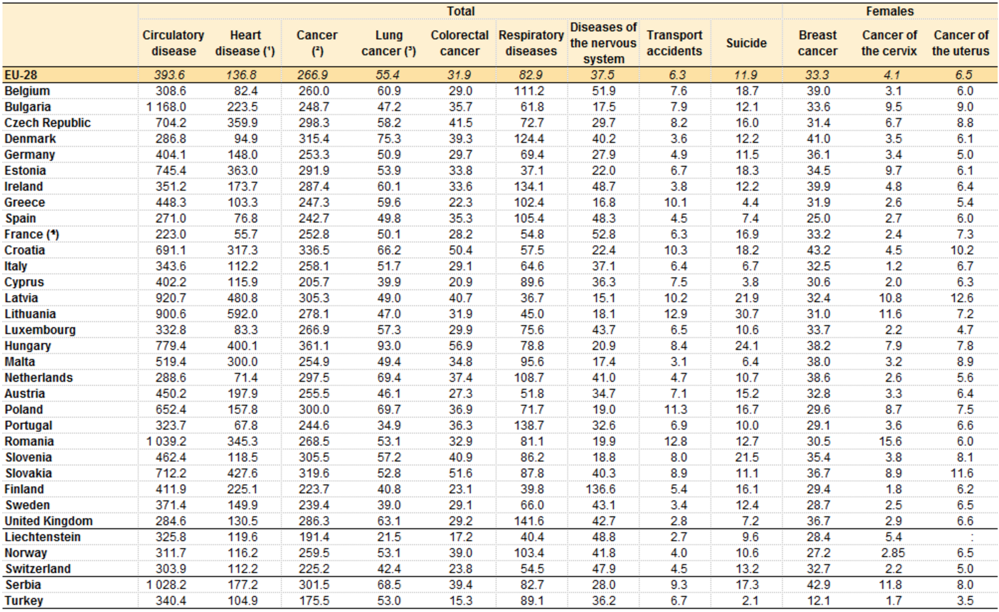 Total Females
Circulatory disease Heart disease (¹) Cancer (²) Lung cancer (³) Colorectal cancer Respiratory diseases Diseases of the nervous system Transport accidents Suicide Breast cancer Cancer of the cervix Cancer of the uterus
EU-28 393.6 136.8 266.9 55.4 31.9 82.9 37.5 6.3 11.9 33.3 4.1 6.5
Belgium 308.6 82.4 260.0 60.9 29.0 111.2 51.9 7.6 18.7 39.0 3.1 6.0
Bulgaria 1 168.0 223.5 248.7 47.2 35.7 61.8 17.5 7.9 12.1 33.6 9.5 9.0
Czech Republic 704.2 359.9 298.3 58.2 41.5 72.7 29.7 8.2 16.0 31.4 6.7 8.8
Denmark 286.8 94.9 315.4 75.3 39.3 124.4 40.2 3.6 12.2 41.0 3.5 6.1
Germany 404.1 148.0 253.3 50.9 29.7 69.4 27.9 4.9 11.5 36.1 3.4 5.0
Estonia 745.4 363.0 291.9 53.9 33.8 37.1 22.0 6.7 18.3 34.5 9.7 6.1
Ireland 351.2 173.7 287.4 60.1 33.6 134.1 48.7 3.8 12.2 39.9 4.8 6.4
Greece 448.3 103.3 247.3 59.6 22.3 102.4 16.8 10.1 4.4 31.9 2.6 5.4
Spain 271.0 76.8 242.7 49.8 35.3 105.4 48.3 4.5 7.4 25.0 2.7 6.0
France (⁴) 223.0 55.7 252.8 50.1 28.2 54.8 52.8 6.3 16.9 33.2 2.4 7.3
Croatia 691.1 317.3 336.5 66.2 50.4 57.5 22.4 10.3 18.2 43.2 4.5 10.2
Italy 343.6 112.2 258.1 51.7 29.1 64.6 37.1 6.4 6.7 32.5 1.2 6.7
Cyprus 402.2 115.9 205.7 39.9 20.9 89.6 36.3 7.5 3.8 30.6 2.0 6.3
Latvia 920.7 480.8 305.3 49.0 40.7 36.7 15.1 10.2 21.9 32.4 10.8 12.6
Lithuania 900.6 592.0 278.1 47.0 31.9 45.0 18.1 12.9 30.7 31.0 11.6 7.2
Luxembourg 332.8 83.3 266.9 57.3 29.9 75.6 43.7 6.5 10.6 33.7 2.2 4.7
Hungary 779.4 400.1 361.1 93.0 56.9 78.8 20.9 8.4 24.1 38.2 7.9 7.8
Malta 519.4 300.0 254.9 49.4 34.8 95.6 17.4 3.1 6.4 38.0 3.2 8.9
Netherlands 288.6 71.4 297.5 69.4 37.4 108.7 41.0 4.7 10.7 38.6 2.6 5.6
Austria 450.2 197.9 255.5 46.1 27.3 51.8 34.7 7.1 15.2 32.8 3.3 6.4
Poland 652.4 157.8 300.0 69.7 36.9 71.7 19.0 11.3 16.7 29.6 8.7 7.5
Portugal 323.7 67.8 244.6 34.9 36.3 138.7 32.6 6.9 10.0 29.1 3.6 6.6
Romania 1 039.2 345.3 268.5 53.1 32.9 81.1 19.9 12.8 12.7 30.5 15.6 6.0
Slovenia 462.4 118.5 305.5 57.2 40.9 86.2 18.8 8.0 21.5 35.4 3.8 8.1
Slovakia 712.2 427.6 319.6 52.8 51.6 87.8 40.3 8.9 11.1 36.7 8.9 11.6
Finland 411.9 225.1 223.7 40.8 23.1 39.8 136.6 5.4 16.1 29.4 1.8 6.2
Sweden 371.4 149.9 239.4 39.0 29.1 66.0 43.1 3.4 12.4 28.7 2.5 6.5
United Kingdom 284.6 130.5 286.3 63.1 29.2 141.6 42.7 2.8 7.2 36.7 2.9 6.6
Liechtenstein 325.8 119.6 191.4 21.5 17.2 40.4 48.8 2.7 9.6 28.4 5.4 :
Norway 311.7 116.2 259.5 53.1 39.0 103.4 41.8 4.0 10.6 27.2 2.85 6.5
Switzerland 303.9 112.2 225.2 42.4 23.8 54.5 47.9 4.5 13.2 32.7 2.2 5.0
Serbia 1 028.2 177.2 301.5 68.5 39.4 82.7 28.0 9.3 17.3 42.9 11.8 8.0
Turkey 340.4 104.9 175.5 53.0 15.3 89.1 36.2 6.7 2.1 12.1 1.7 3.5